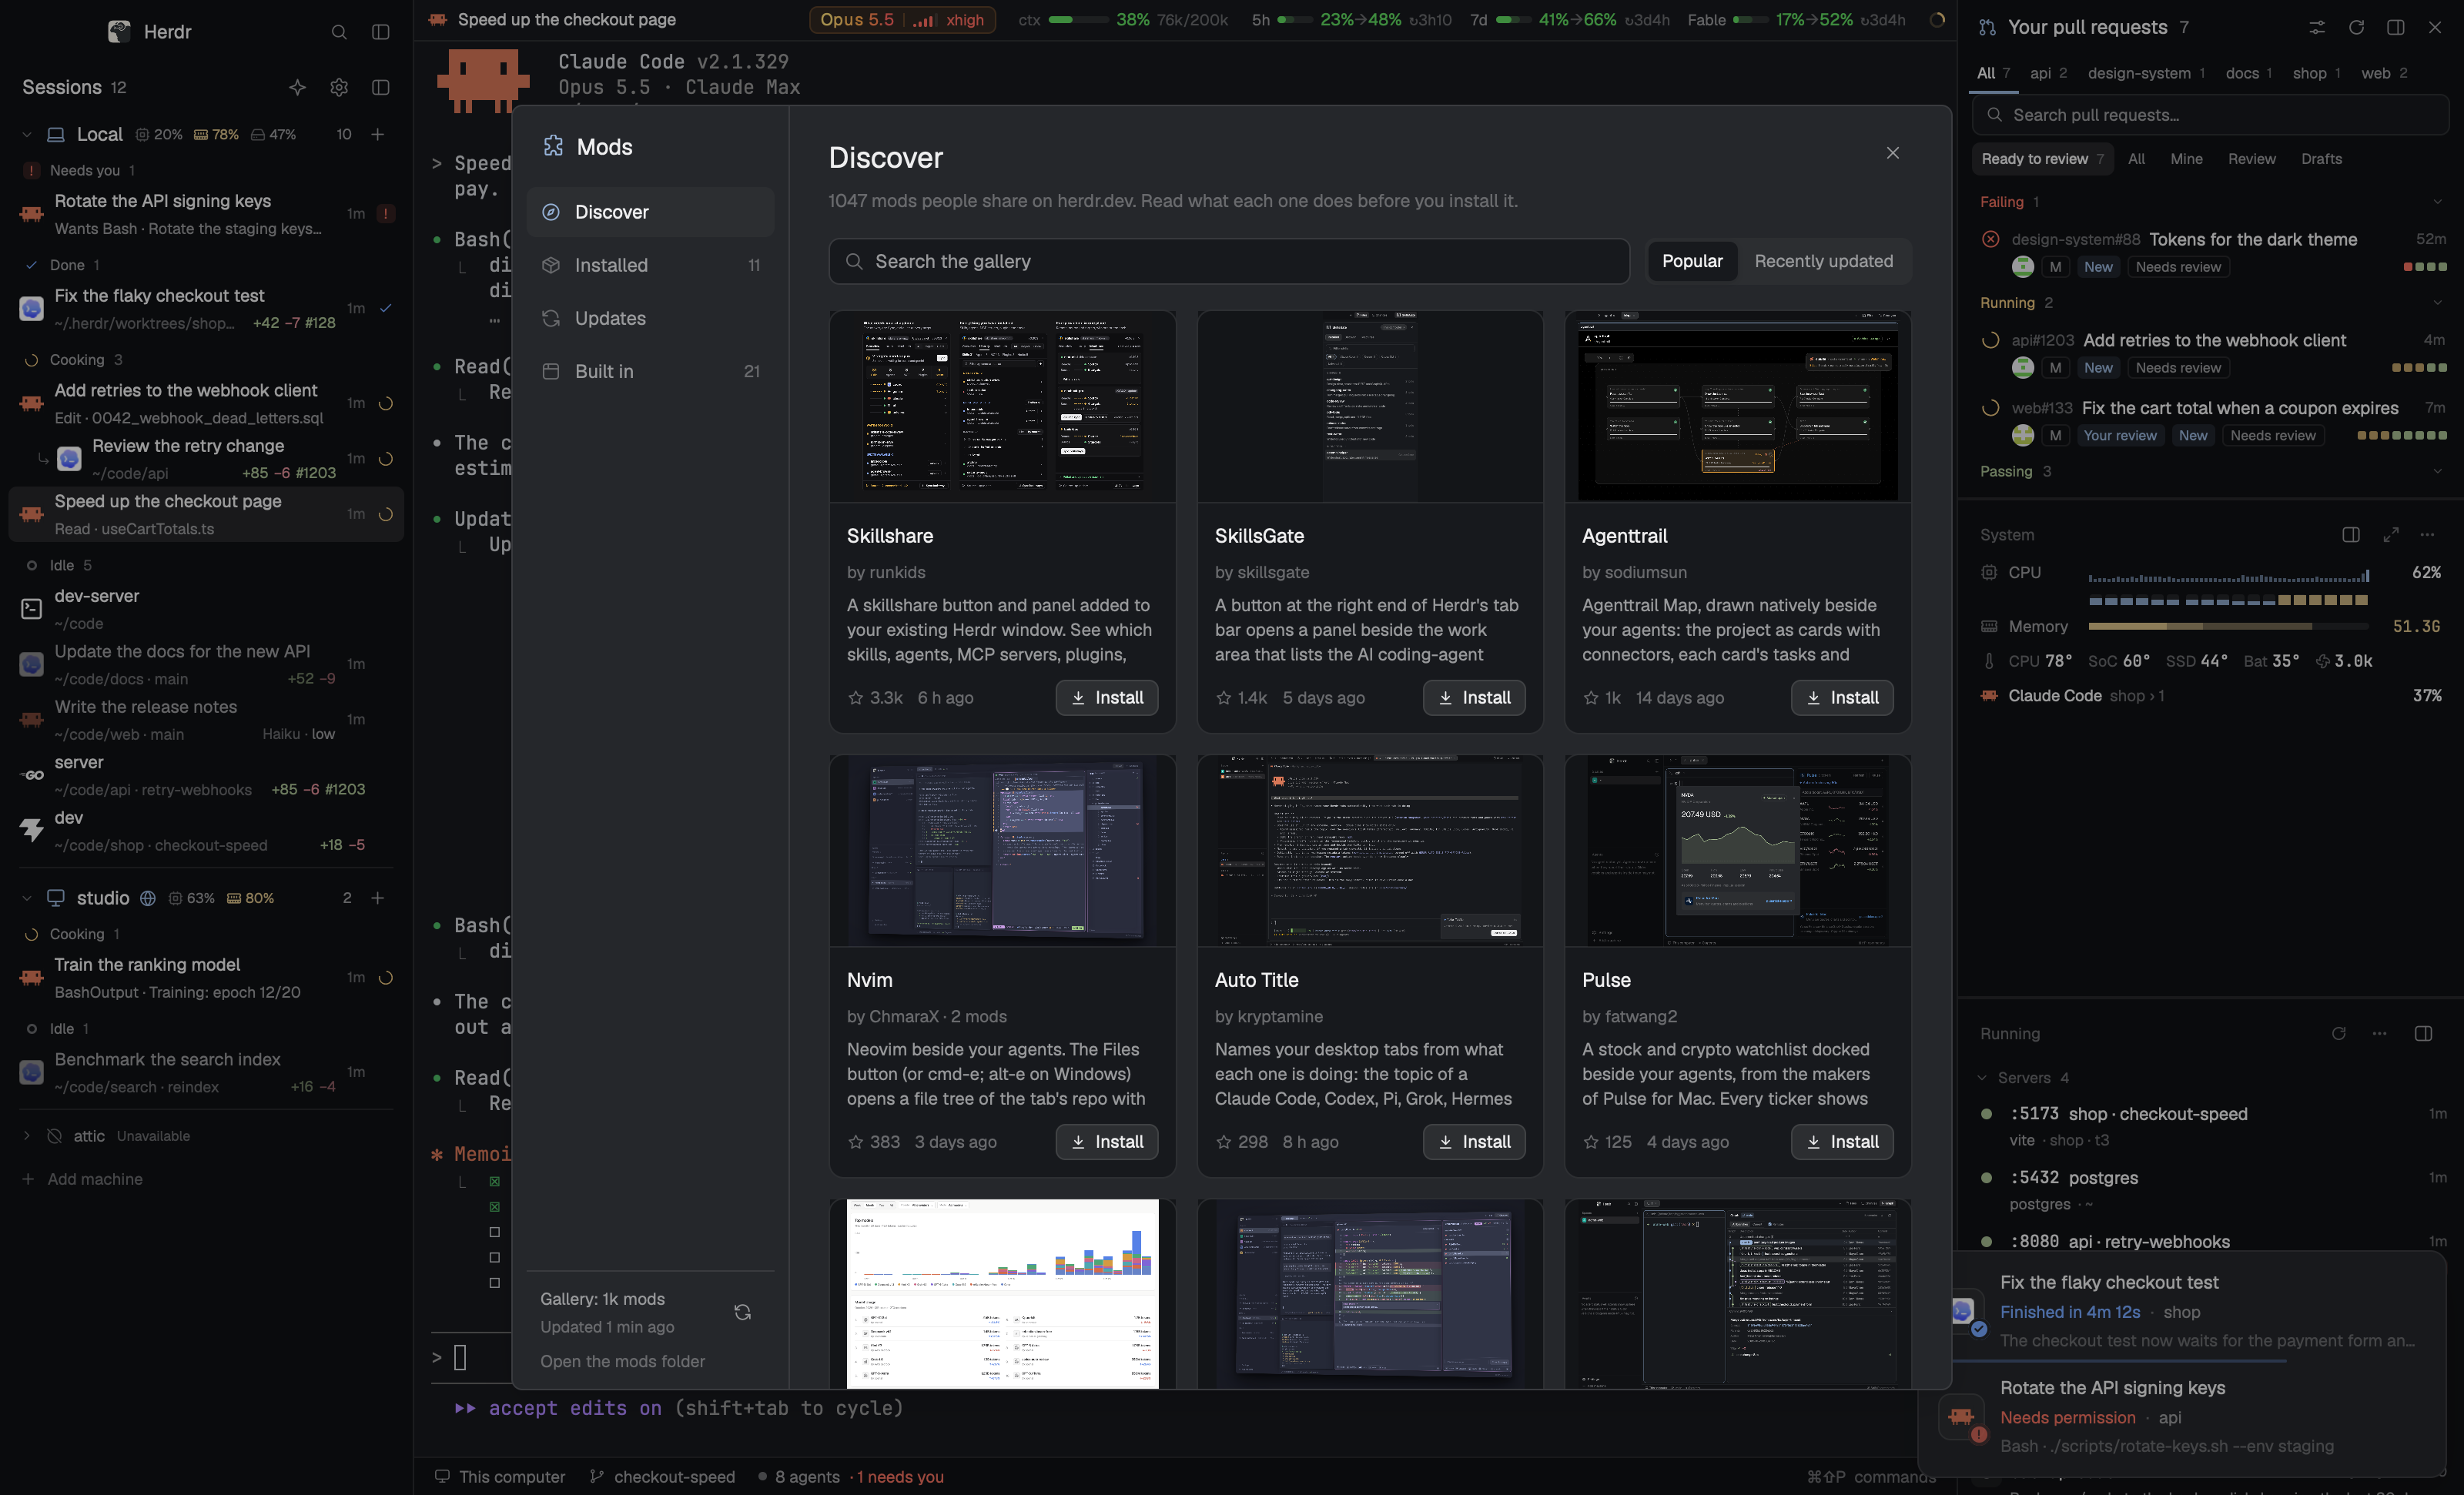 Herdr
Sessions 12
Local 20% 78% 47% 10
Needs you 1
Rotate the API signing keys 1m
Wants Bash · Rotate the staging keys...
Done 1
Fix the flaky checkout test 1m
~/.herdr/worktrees/shop... +42 −7 #128
Cooking 3
Add retries to the webhook client 1m
Edit · 0042_webhook_dead_letters.sql
Review the retry change 1m
~/code/api +85 −6 #1203
Speed up the checkout page 1m
Read · useCartTotals.ts
Idle 5
dev-server
~/code
Update the docs for the new API 1m
~/code/docs · main +52 −9
Write the release notes 1m
~/code/web · main Haiku · low
server
~/code/api · retry-webhooks +85 −6 #1203
dev
~/code/shop · checkout-speed +18 −5
studio 63% 80% 2
Cooking 1
Train the ranking model 1m
BashOutput · Training: epoch 12/20
Idle 1
Benchmark the search index 1m
~/code/search · reindex +16 −4
attic Unavailable
Add machine
Speed up the checkout page
Opus 5.5 xhigh
ctx 38% 76k/200k
5h 23%→48% ↻3h10
7d 41%→66% ↻3d4h
Fable 17%→52% ↻3d4h
Claude Code v2.1.329
Opus 5.5 · Claude Max
> Speed
pay.
Bash(
di
di
…
Read(
Re
The c
estim
Updat
Up
Bash(
di
The c
out a
Read(
Re
Memoi
>
accept edits on (shift+tab to cycle)
This computer checkout-speed 8 agents · 1 needs you
⌘⇧P commands
Mods
Discover
Installed 11
Updates
Built in 21
Gallery: 1k mods
Updated 1 min ago
Open the mods folder
Discover
1047 mods people share on herdr.dev. Read what each one does before you install it.
Search the gallery
Popular Recently updated
Skillshare
by runkids
A skillshare button and panel added to
your existing Herdr window. See which
skills, agents, MCP servers, plugins,
3.3k 6 h ago Install
SkillsGate
by skillsgate
A button at the right end of Herdr's tab
bar opens a panel beside the work
area that lists the AI coding-agent
1.4k 5 days ago Install
Agenttrail
by sodiumsun
Agenttrail Map, drawn natively beside
your agents: the project as cards with
connectors, each card's tasks and
1k 14 days ago Install
Nvim
by ChmaraX · 2 mods
Neovim beside your agents. The Files
button (or cmd-e; alt-e on Windows)
opens a file tree of the tab's repo with
383 3 days ago Install
Auto Title
by kryptamine
Names your desktop tabs from what
each one is doing: the topic of a
Claude Code, Codex, Pi, Grok, Hermes
298 8 h ago Install
NVDA
207.49 USD
Pulse
by fatwang2
A stock and crypto watchlist docked
beside your agents, from the makers
of Pulse for Mac. Every ticker shows
125 4 days ago Install
Your pull requests 7
All 7 api 2 design-system 1 docs 1 shop 1 web 2
Search pull requests...
Ready to review 7 All Mine Review Drafts
Failing 1
design-system#88 Tokens for the dark theme 52m
M New Needs review
Running 2
api#1203 Add retries to the webhook client 4m
M New Needs review
web#133 Fix the cart total when a coupon expires 7m
M Your review New Needs review
Passing 3
System
CPU 62%
Memory 51.3G
CPU 78° SoC 60° SSD 44° Bat 35° 3.0k
Claude Code shop › 1 37%
Running
Servers 4
:5173 shop · checkout-speed 1m
vite · shop · t3
:5432 postgres 1m
postgres · ~
:8080 api · retry-webhooks 1m
Fix the flaky checkout test
Finished in 4m 12s · shop
The checkout test now waits for the payment form an...
Rotate the API signing keys
Needs permission · api
Bash · ./scripts/rotate-keys.sh --env staging